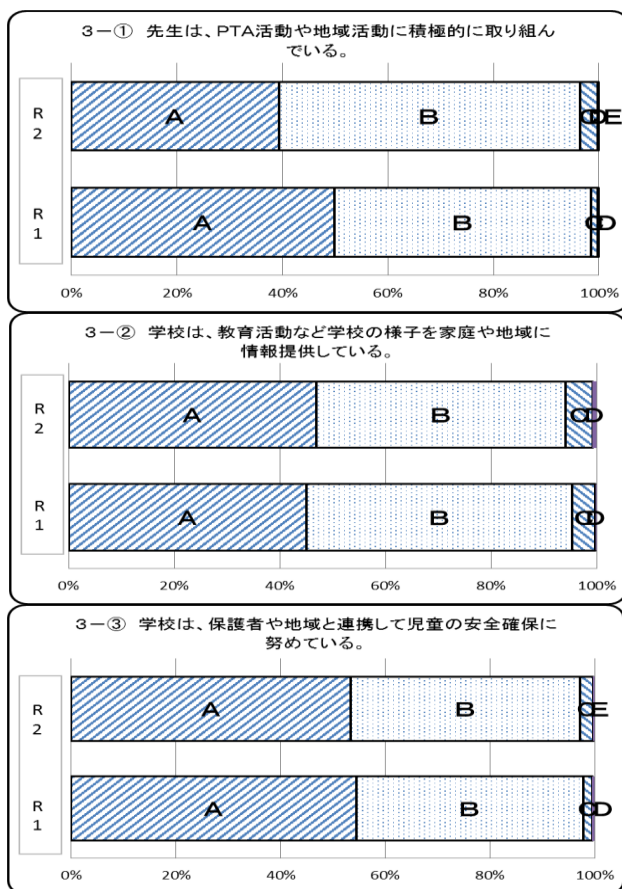 3－① 先生は、PTA活動や地域活動に積極的に取り組ん
でいる。
R
2
A
B
C
D
E
R
1
A
B
C
D
0%
20%
40%
60%
80%
100%
3－② 学校は、教育活動など学校の様子を家庭や地域に
情報提供している。
R
2
A
B
C
D
R
1
A
B
C
D
0%
20%
40%
60%
80%
100%
3－③ 学校は、保護者や地域と連携して児童の安全確保に
努めている。
R
2
A
B
C
E
R
1
A
B
C
D
0%
20%
40%
60%
80%
100%